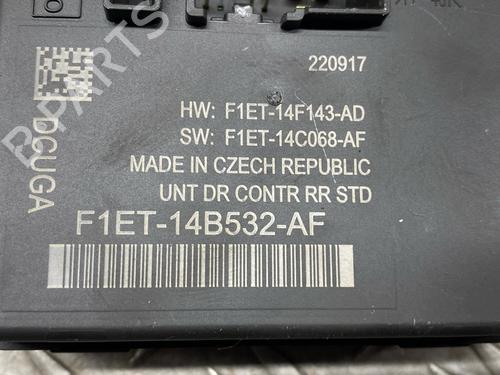 220917
HW: F1ET-14F143-AD
SW: F1ET-14C068-AF
MADE IN CZECH REPUBLIC
UNT DR CONTR RR STD
F1ET-14B532-AF
DCUGA
B-PARTS